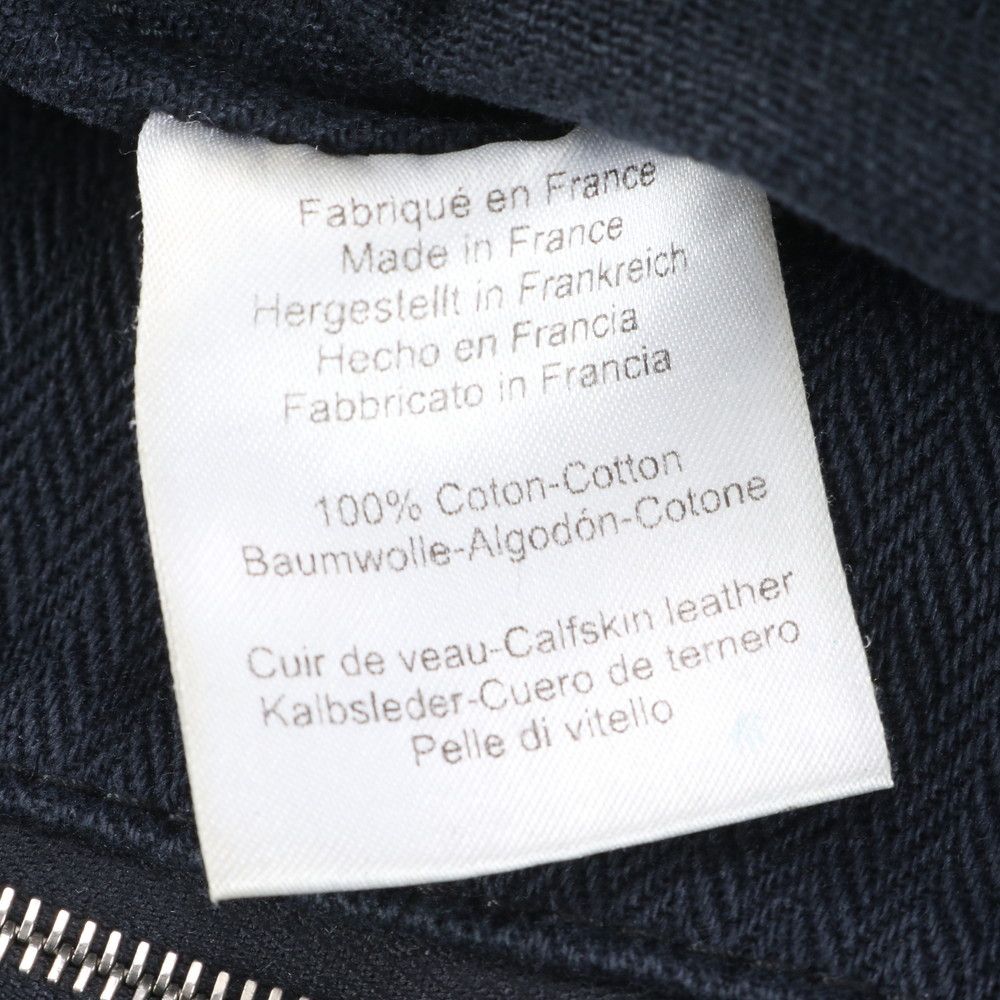 Fabriqué en France
Made in France
Hergestellt in Frankreich
Hecho en Francia
Fabbricato in Francia
100% Coton-Cotton
Baumwolle-Algodón-Cotone
Cuir de veau-Calfskin leather
Kalbsleder-Cuero de ternero
Pelle di vitello